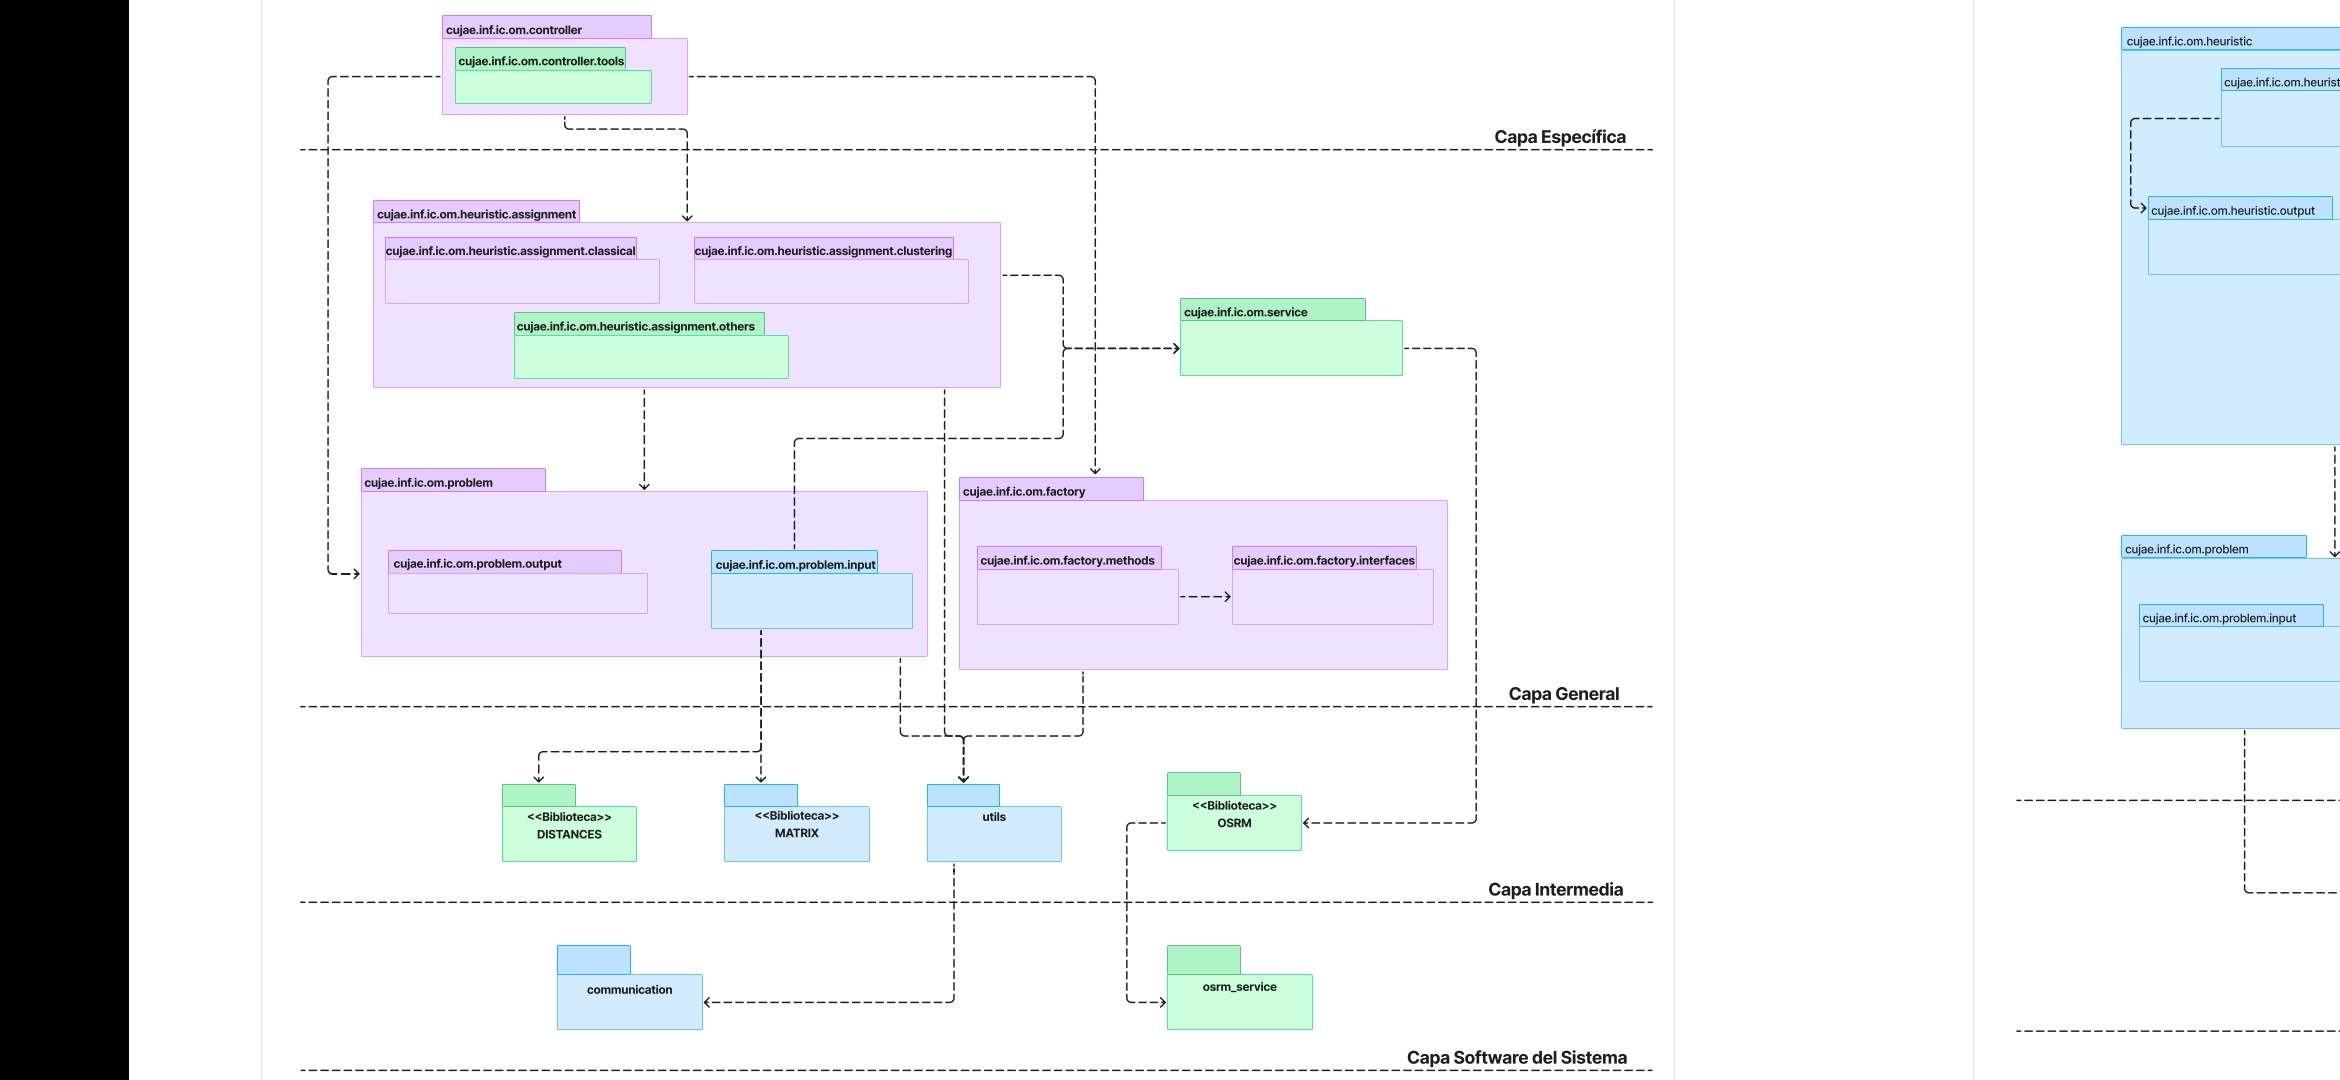 cujae.inf.ic.om.controller
cujae.inf.ic.om.controller.tools
Capa Específica
cujae.inf.ic.om.heuristic.assignment
cujae.inf.ic.om.heuristic.assignment.classical
cujae.inf.ic.om.heuristic.assignment.clustering
cujae.inf.ic.om.heuristic.assignment.others
cujae.inf.ic.om.service
cujae.inf.ic.om.problem
cujae.inf.ic.om.factory
cujae.inf.ic.om.problem.output
cujae.inf.ic.om.problem.input
cujae.inf.ic.om.factory.methods
cujae.inf.ic.om.factory.interfaces
Capa General
<<Biblioteca>>
DISTANCES
<<Biblioteca>>
MATRIX
utils
<<Biblioteca>>
OSRM
Capa Intermedia
communication
osrm_service
Capa Software del Sistema
cujae.inf.ic.om.heuristic
cujae.inf.ic.om.heurist
cujae.inf.ic.om.heuristic.output
cujae.inf.ic.om.problem
cujae.inf.ic.om.problem.input